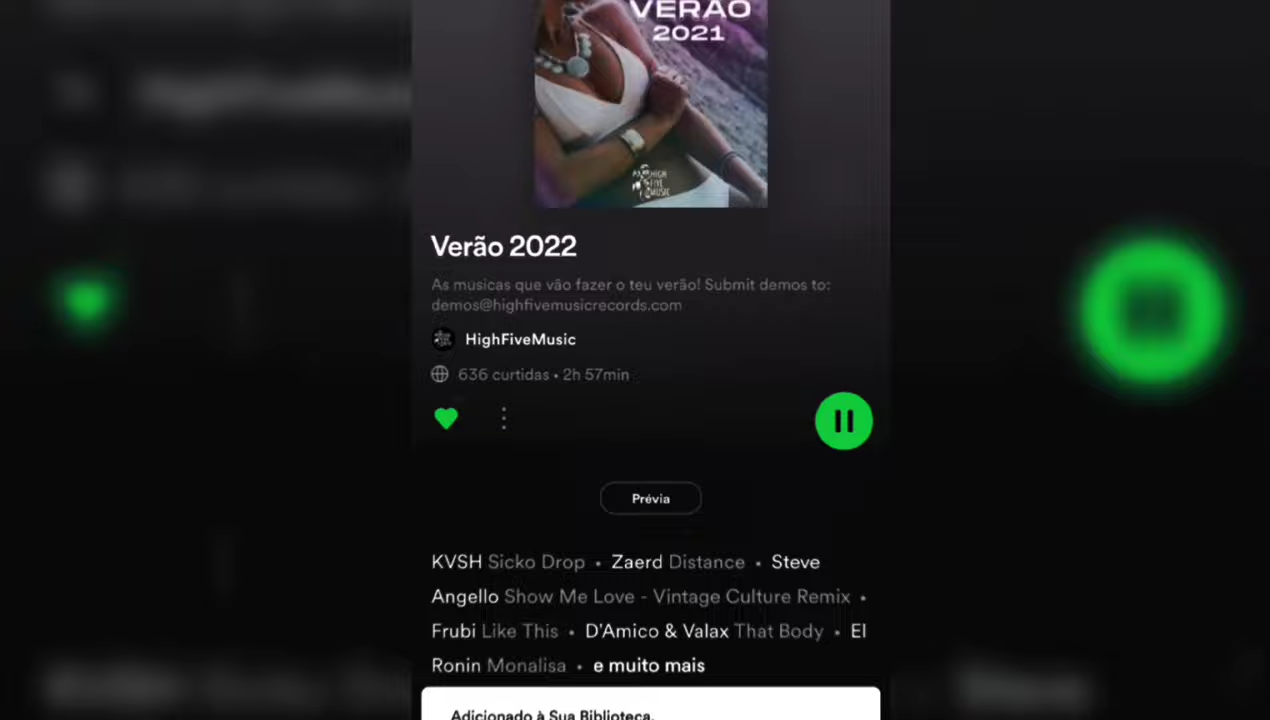 VERÃO
2021
HIGH
FIVE
MUSIC
Verão 2022
As musicas que vão fazer o teu verão! Submit demos to:
demos@highfivemusicrecords.com
HighFiveMusic
636 curtidas • 2h 57min
Prévia
KVSH Sicko Drop • Zaerd Distance • Steve
Angello Show Me Love - Vintage Culture Remix •
Frubi Like This • D'Amico & Valax That Body • El
Ronin Monalisa • e muito mais
Adicionado à Sua Biblioteca.